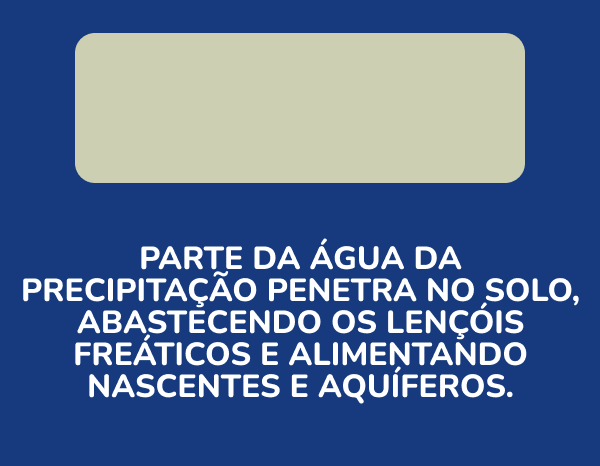 PARTE DA ÁGUA DA
PRECIPITAÇÃO PENETRA NO SOLO,
ABASTECENDO OS LENÇÓIS
FREÁTICOS E ALIMENTANDO
NASCENTES E AQUÍFEROS.